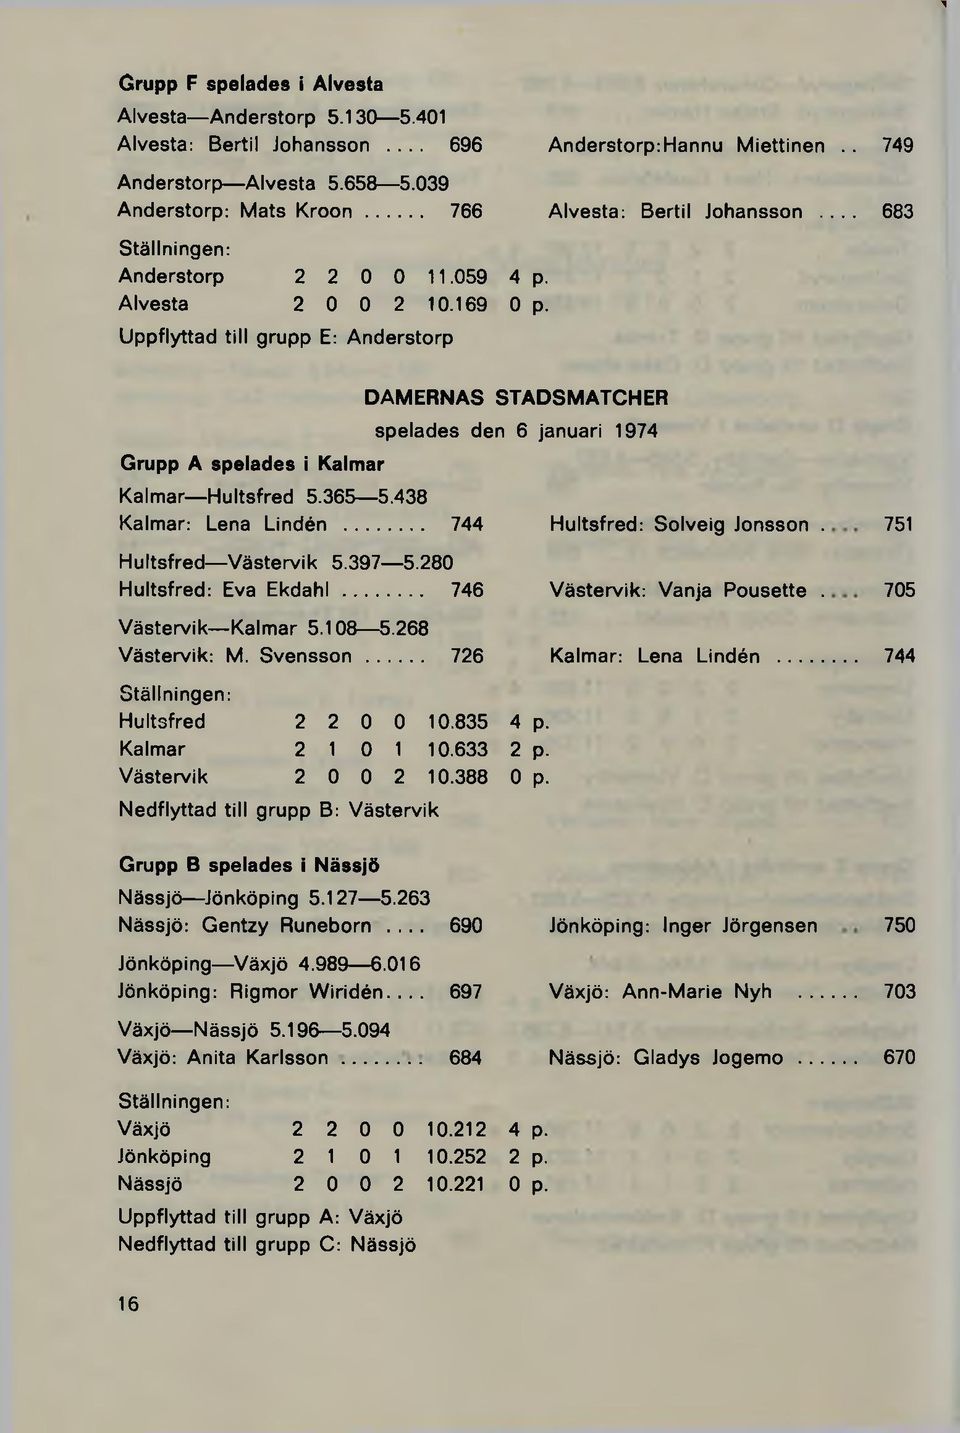 Grupp F spelades i Alvesta
Alvesta—Anderstorp 5.130—5.401
Alvesta: Bertil Johansson .... 696 Anderstorp:Hannu Miettinen .. 749
Anderstorp—Alvesta 5.658—5.039
Anderstorp: Mats Kroon ...... 766 Alvesta: Bertil Johansson .... 683
Ställningen:
Anderstorp 2 2 0 0 11.059 4 p.
Alvesta 2 0 0 2 10.169 0 p.
Uppflyttad till grupp E: Anderstorp
DAMERNAS STADSMATCHER
spelades den 6 januari 1974
Grupp A spelades i Kalmar
Kalmar—Hultsfred 5.365—5.438
Kalmar: Lena Lindén ........ 744 Hultsfred: Solveig Jonsson .... 751
Hultsfred—Västervik 5.397—5.280
Hultsfred: Eva Ekdahl ........ 746 Västervik: Vanja Pousette .... 705
Västervik—Kalmar 5.108—5.268
Västervik: M. Svensson ...... 726 Kalmar: Lena Lindén ........ 744
Ställningen:
Hultsfred 2 2 0 0 10.835 4 p.
Kalmar 2 1 0 1 10.633 2 p.
Västervik 2 0 0 2 10.388 0 p.
Nedflyttad till grupp B: Västervik
Grupp B spelades i Nässjö
Nässjö—Jönköping 5.127—5.263
Nässjö: Gentzy Runeborn .... 690 Jönköping: Inger Jörgensen .. 750
Jönköping—Växjö 4.989—6.016
Jönköping: Rigmor Wiridén.... 697 Växjö: Ann-Marie Nyh ...... 703
Växjö—Nässjö 5.196—5.094
Växjö: Anita Karlsson ........: 684 Nässjö: Gladys Jogemo ...... 670
Ställningen:
Växjö 2 2 0 0 10.212 4 p.
Jönköping 2 1 0 1 10.252 2 p.
Nässjö 2 0 0 2 10.221 0 p.
Uppflyttad till grupp A: Växjö
Nedflyttad till grupp C: Nässjö
16